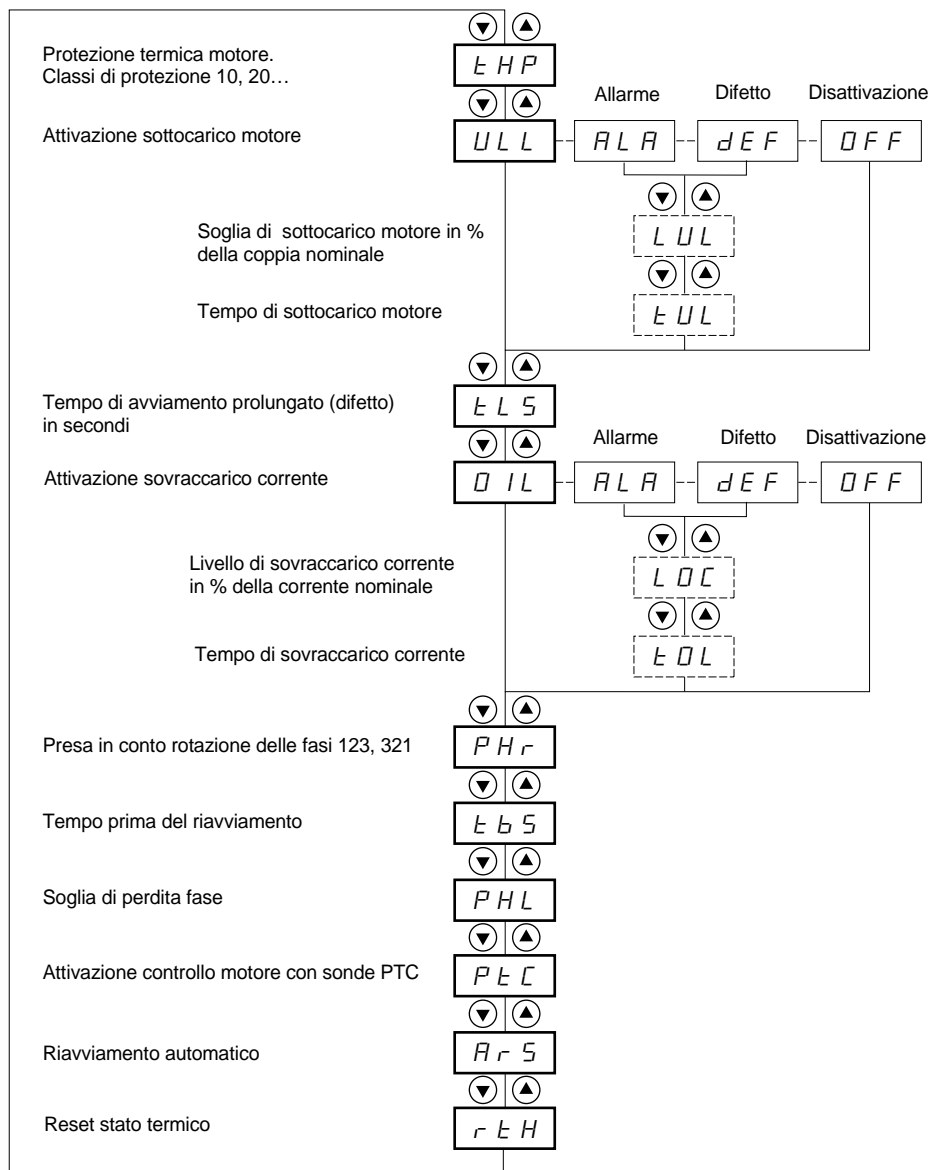 Protezione termica motore.
Classi di protezione 10, 20…
tHP
Allarme Difetto Disattivazione
Attivazione sottocarico motore
ULL ALA dEF OFF
Soglia di sottocarico motore in %
della coppia nominale
LUL
Tempo di sottocarico motore
tUL
Tempo di avviamento prolungato (difetto)
in secondi
tLS
Allarme Difetto Disattivazione
Attivazione sovraccarico corrente
OIL ALA dEF OFF
Livello di sovraccarico corrente
in % della corrente nominale
LOC
Tempo di sovraccarico corrente
tOL
Presa in conto rotazione delle fasi 123, 321
PHr
Tempo prima del riavviamento
tbS
Soglia di perdita fase
PHL
Attivazione controllo motore con sonde PTC
PtC
Riavviamento automatico
ArS
Reset stato termico
rtH